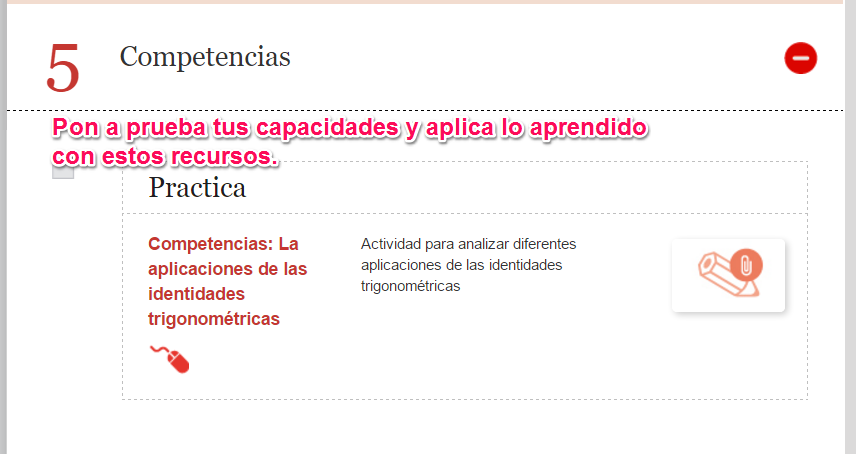 5 Competencias
Pon a prueba tus capacidades y aplica lo aprendido
con estos recursos.
Practica
Competencias: La
aplicaciones de las
identidades
trigonométricas
Actividad para analizar diferentes
aplicaciones de las identidades
trigonométricas